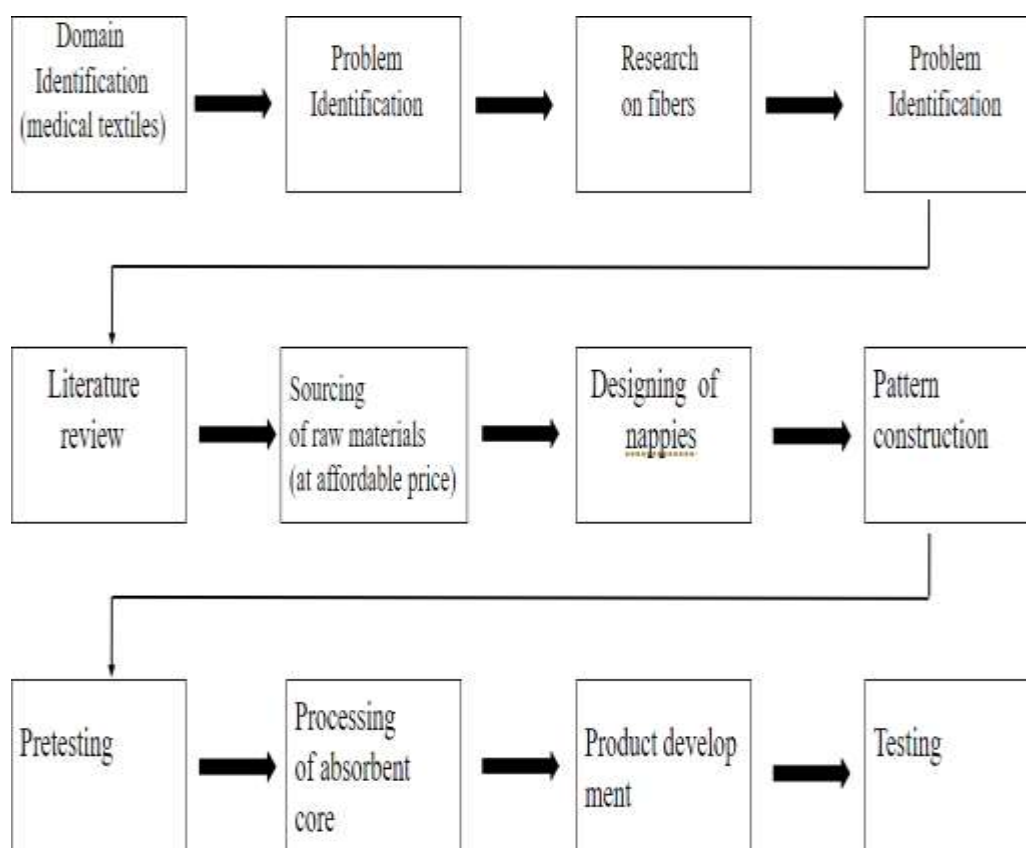 Domain
Identification
(medical textiles)
Problem
Identification
Research
on fibers
Problem
Identification
Literature
review
Sourcing
of raw materials
(at affordable price)
Designing of
nappies
Pattern
construction
Pretesting
Processing
of absorbent
core
Product develop
ment
Testing